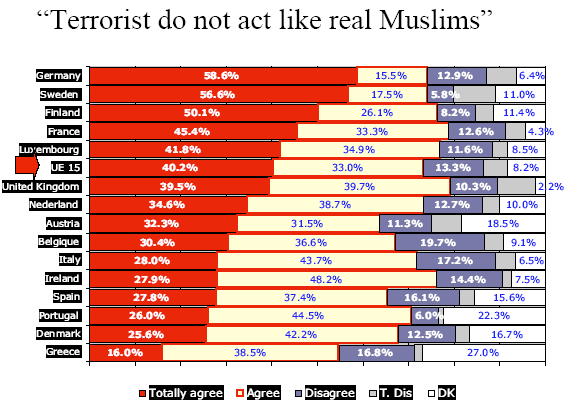 “Terrorist do not act like real Muslims”
Germany 58.6% 15.5% 12.9% 6.4%
Sweden 56.6% 17.5% 5.8% 11.0%
Finland 50.1% 26.1% 8.2% 11.4%
France 45.4% 33.3% 12.6% 4.3%
Luxembourg 41.8% 34.9% 11.6% 8.5%
UE 15 40.2% 33.0% 13.3% 8.2%
United Kingdom 39.5% 39.7% 10.3% 2.2%
Nederland 34.6% 38.7% 12.7% 10.0%
Austria 32.3% 31.5% 11.3% 18.5%
Belgique 30.4% 36.6% 19.7% 9.1%
Italy 28.0% 43.7% 17.2% 6.5%
Ireland 27.9% 48.2% 14.4% 7.5%
Spain 27.8% 37.4% 16.1% 15.6%
Portugal 26.0% 44.5% 6.0% 22.3%
Denmark 25.6% 42.2% 12.5% 16.7%
Greece 16.0% 38.5% 16.8% 27.0%
Totally agree Agree Disagree T. Dis DK